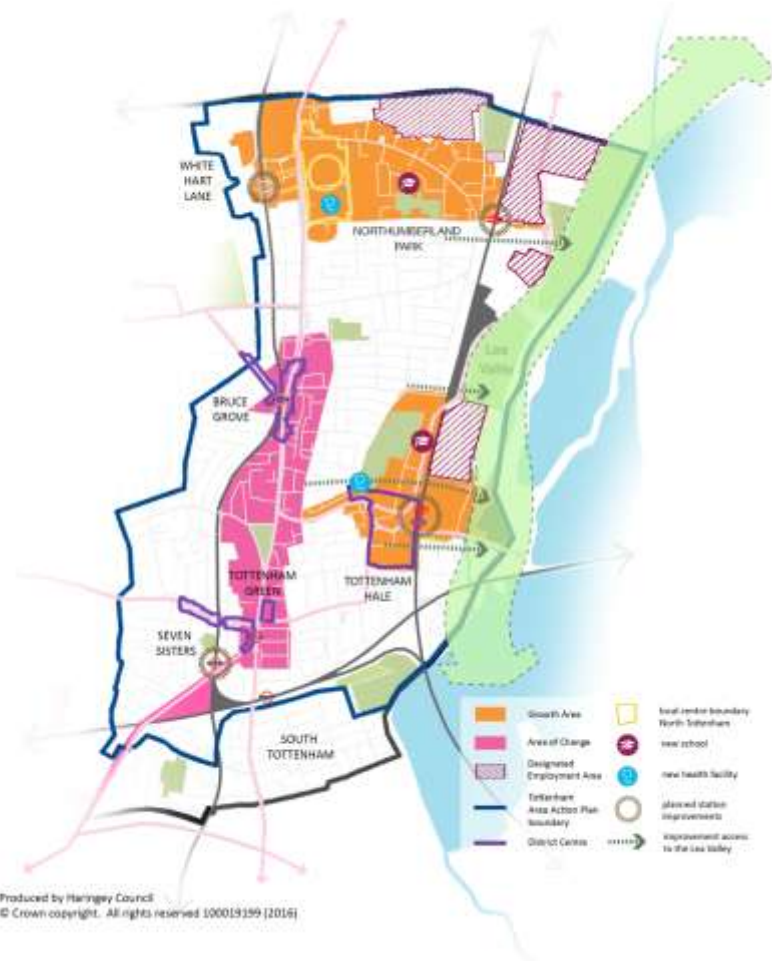 WHITE
HART
LANE
NORTHUMBERLAND
PARK
Lea
Valley
BRUCE
GROVE
TOTTENHAM
GREEN
TOTTENHAM
HALE
SEVEN
SISTERS
SOUTH
TOTTENHAM
Growth Area
Area of Change
Designated
Employment Area
Tottenham
Area Action Plan
boundary
District Centre
local centre boundary
North Tottenham
new school
new health facility
planned station
improvements
improvement access
to the Lea Valley
Produced by Haringey Council
© Crown copyright. All rights reserved 100019199 (2016)